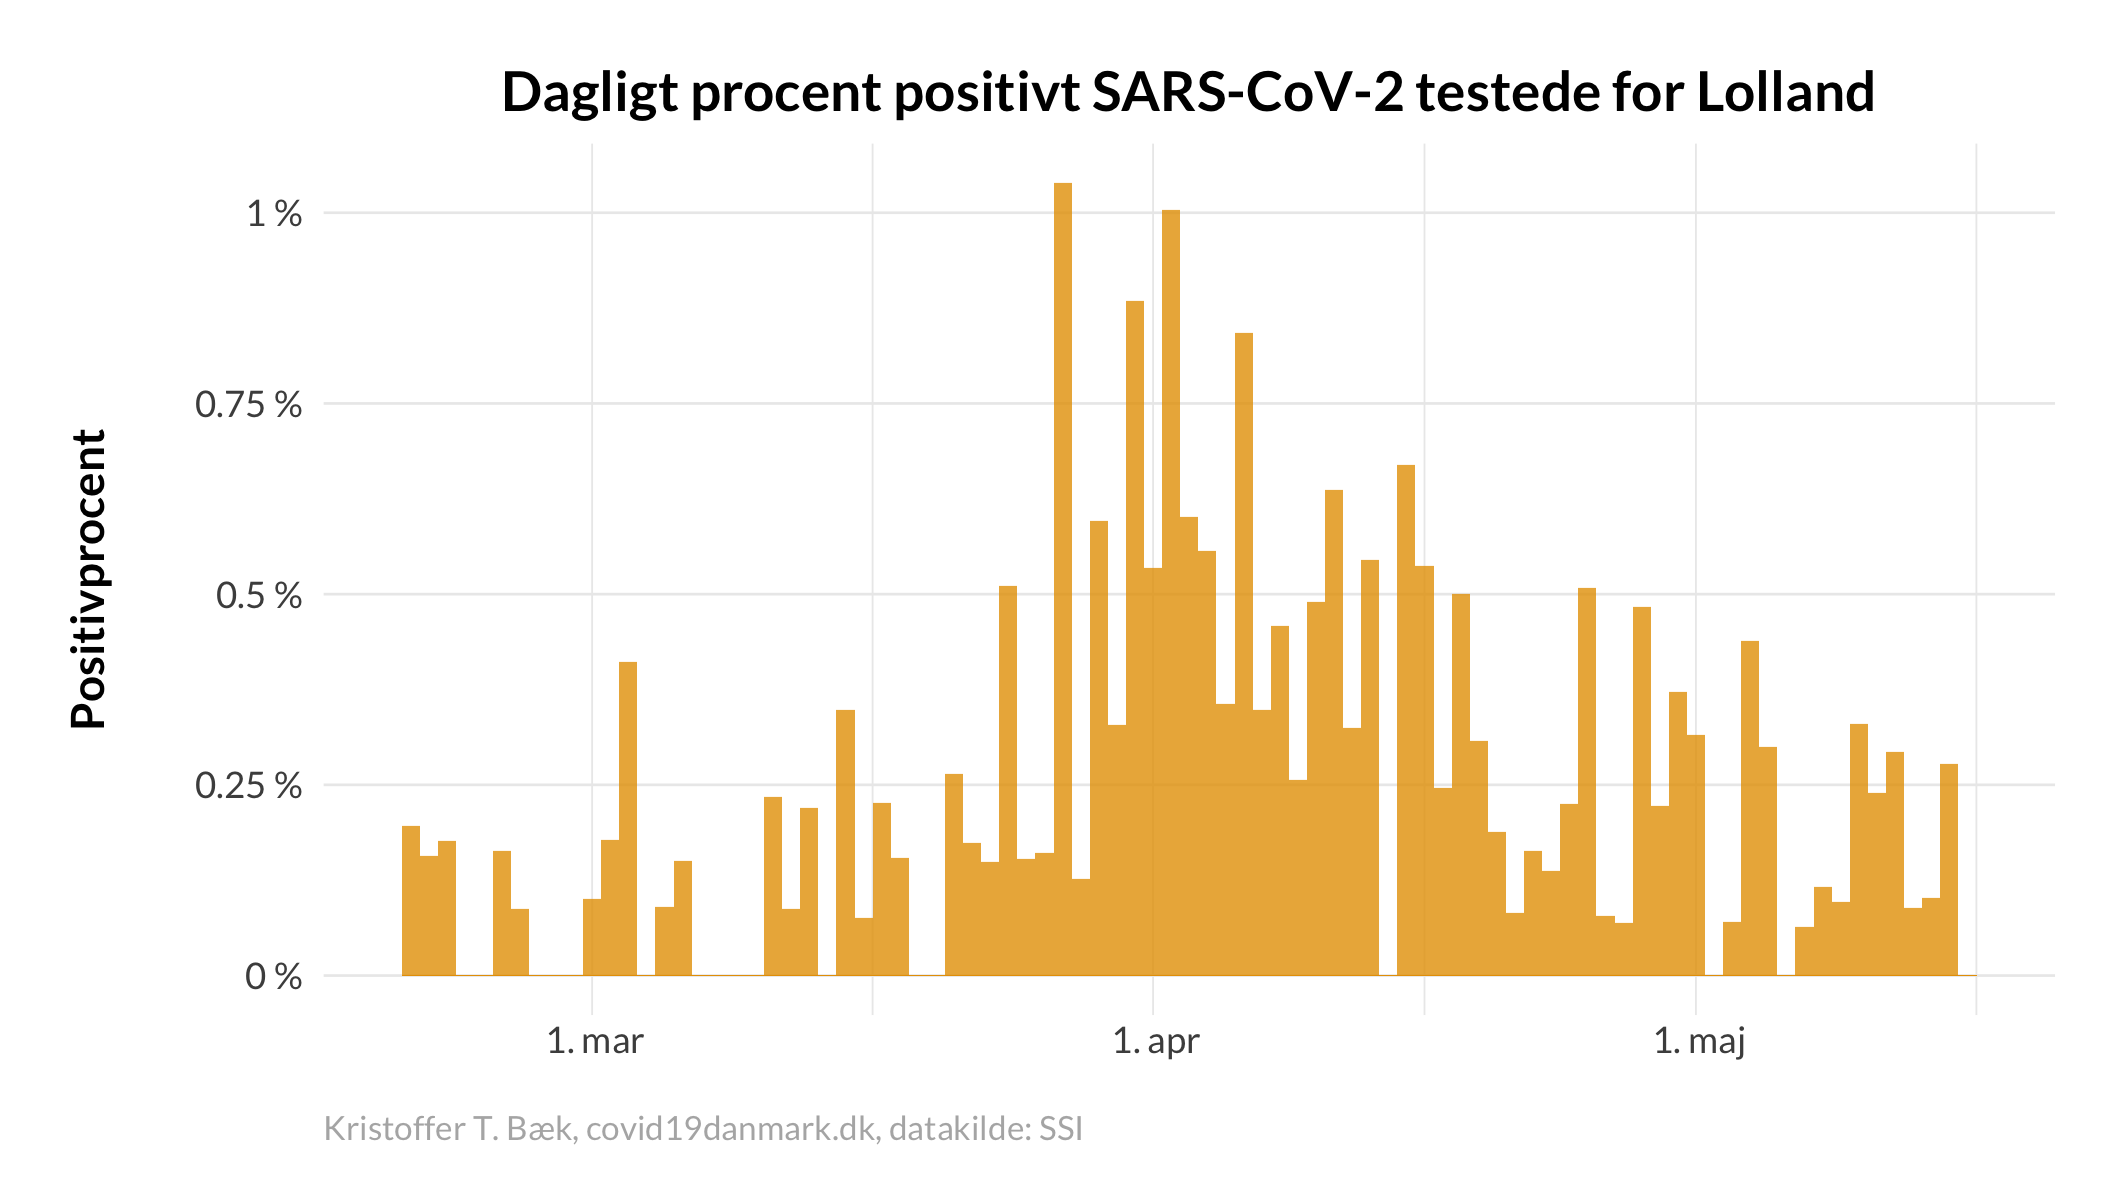 Dagligt procent positivt SARS-CoV-2 testede for Lolland
Positivprocent
1 %
0.75 %
0.5 %
0.25 %
0 %
1. mar
1. apr
1. maj
Kristoffer T. Bæk, covid19danmark.dk, datakilde: SSI